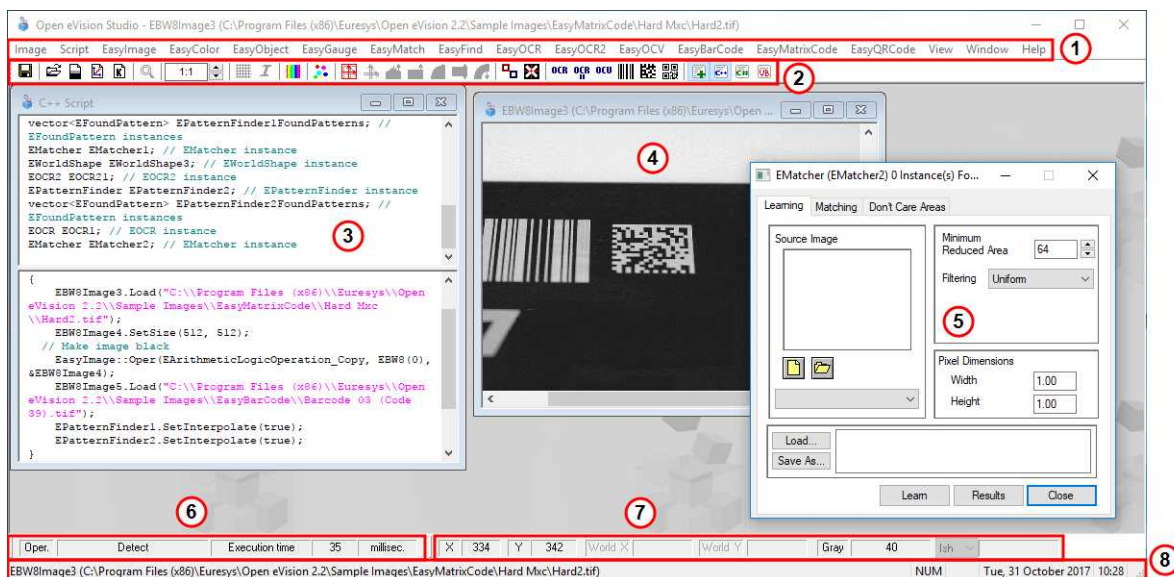 Open eVision Studio - EBW8Image3 (C:\Program Files (x86)\Euresys\Open eVision 2.2\Sample Images\EasyMatrixCode\Hard Mxc\Hard2.tif)
Image Script EasyImage EasyColor EasyObject EasyGauge EasyMatch EasyFind EasyOCR EasyOCR2 EasyOCV EasyBarCode EasyMatrixCode EasyQRCode View Window Help
1
1:1
OCR OCR II OCV C++ C# VB
2
C++ Script
vector<EFoundPattern> EPatternFinder1FoundPatterns; //
EFoundPattern instances
EMatcher EMatcher1; // EMatcher instance
EWorldShape EWorldShape3; // EWorldShape instance
EOCR2 EOCR21; // EOCR2 instance
EPatternFinder EPatternFinder2; // EPatternFinder instance
vector<EFoundPattern> EPatternFinder2FoundPatterns; //
EFoundPattern instances
EOCR EOCR1; // EOCR instance
EMatcher EMatcher2; // EMatcher instance
3
{
EBW8Image3.Load("C:\\Program Files (x86)\\Euresys\\Open
eVision 2.2\\Sample Images\\EasyMatrixCode\\Hard Mxc
\\Hard2.tif");
EBW8Image4.SetSize(512, 512);
// Make image black
EasyImage::Oper(EArithmeticLogicOperation_Copy, EBW8(0),
&EBW8Image4);
EBW8Image5.Load("C:\\Program Files (x86)\\Euresys\\Open
eVision 2.2\\Sample Images\\EasyBarCode\\Barcode 03 (Code
39).tif");
EPatternFinder1.SetInterpolate(true);
EPatternFinder2.SetInterpolate(true);
}
EBW8Image3 (C:\Program Files (x86)\Euresys\Open ...
4
EMatcher (EMatcher2) 0 Instance(s) Fo...
Learning Matching Don't Care Areas
Source Image
Minimum
Reduced Area 64
Filtering Uniform
5
Pixel Dimensions
Width 1.00
Height 1.00
Load...
Save As...
Learn Results Close
6
7
Oper. Detect Execution time 35 millisec. X 334 Y 342 World X World Y Gray 40 Ish
8
EBW8Image3 (C:\Program Files (x86)\Euresys\Open eVision 2.2\Sample Images\EasyMatrixCode\Hard Mxc\Hard2.tif) NUM Tue, 31 October 2017 10:28